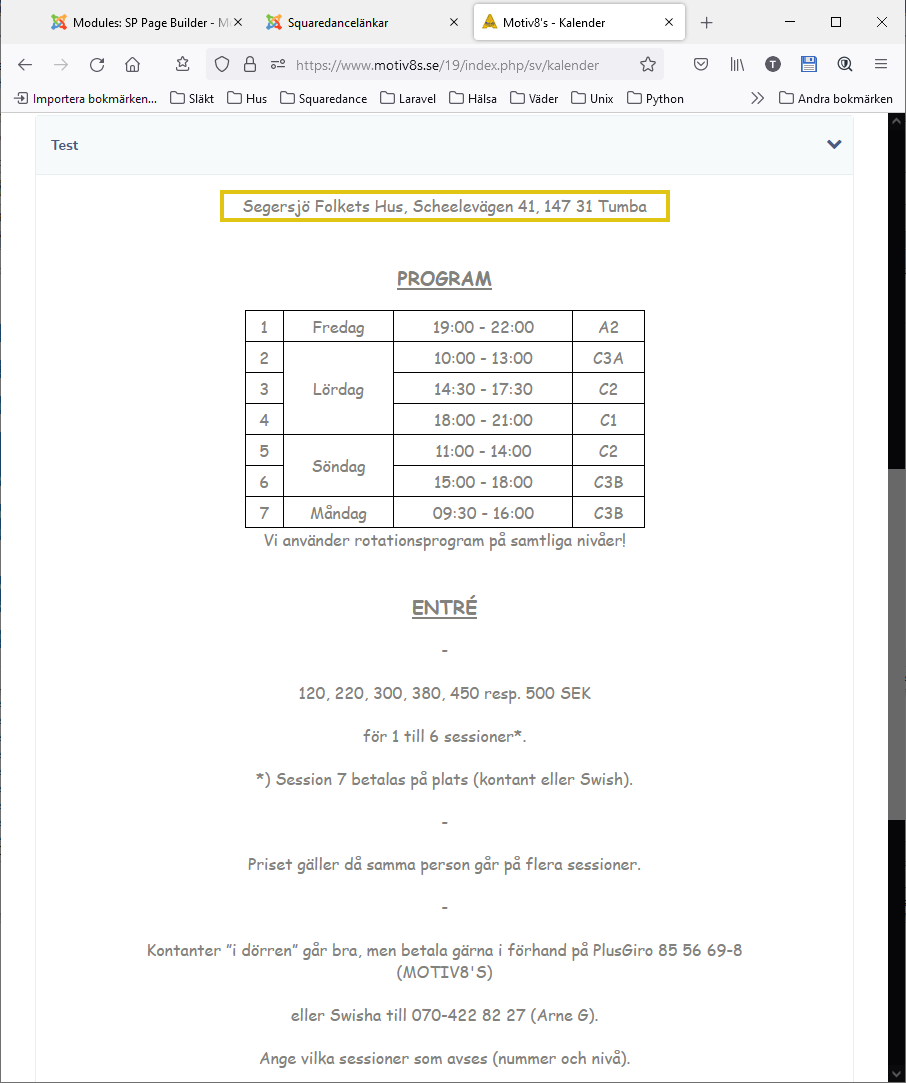 Modules: SP Page Builder - M
Squaredancelänkar
Motiv8's - Kalender
https://www.motiv8s.se/19/index.php/sv/kalender
T
Importera bokmärken...
Släkt
Hus
Squaredance
Laravel
Hälsa
Väder
Unix
Python
Andra bokmärken
Test
Segersjö Folkets Hus, Scheelevägen 41, 147 31 Tumba
PROGRAM
1 Fredag 19:00 - 22:00 A2
2 10:00 - 13:00 C3A
3 Lördag 14:30 - 17:30 C2
4 18:00 - 21:00 C1
5 Söndag 11:00 - 14:00 C2
6 15:00 - 18:00 C3B
7 Måndag 09:30 - 16:00 C3B
Vi använder rotationsprogram på samtliga nivåer!
ENTRÉ
-
120, 220, 300, 380, 450 resp. 500 SEK
för 1 till 6 sessioner*.
*) Session 7 betalas på plats (kontant eller Swish).
-
Priset gäller då samma person går på flera sessioner.
-
Kontanter ”i dörren” går bra, men betala gärna i förhand på PlusGiro 85 56 69-8
(MOTIV8'S)
eller Swisha till 070-422 82 27 (Arne G).
Ange vilka sessioner som avses (nummer och nivå).